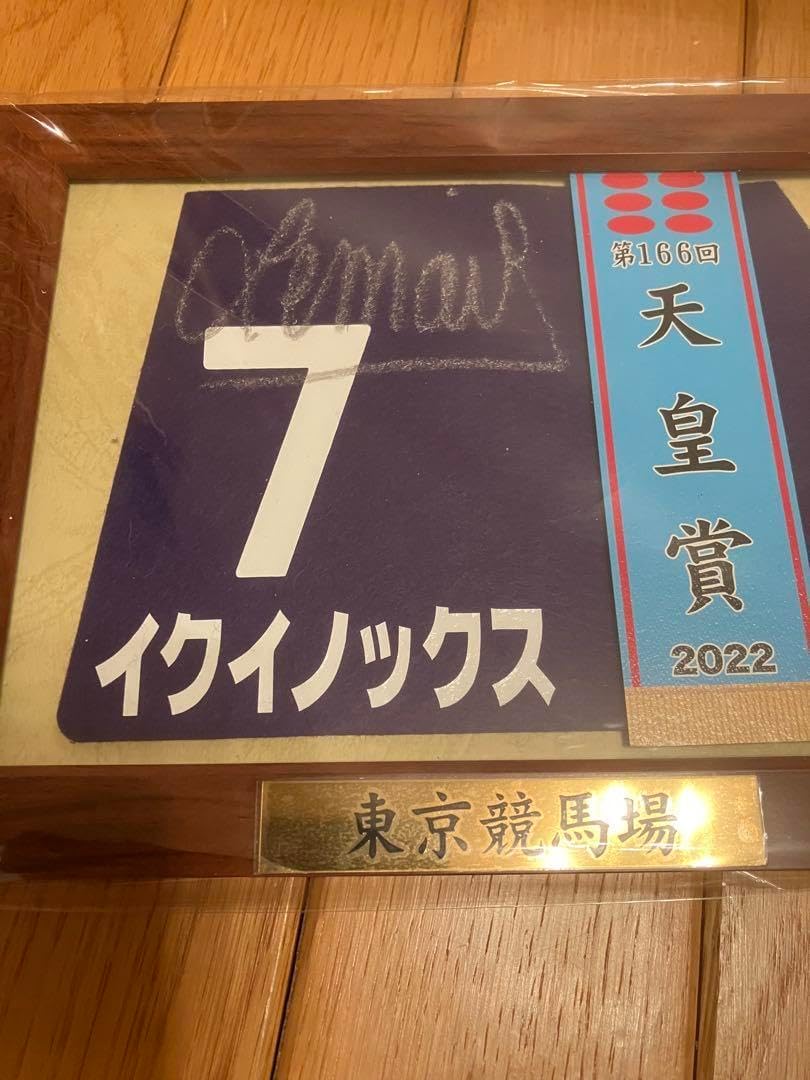 7
イクイノックス
第166回
天皇賞
2022
東京競馬場